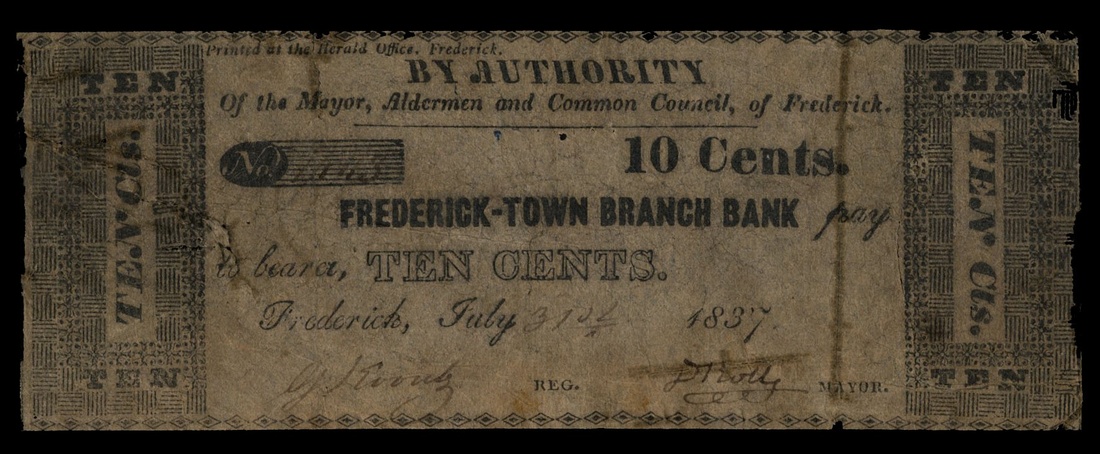 Printed at the Herald Office, Frederick.
BY AUTHORITY
Of the Mayor, Aldermen and Common Council, of Frederick.
No.
10 Cents.
FREDERICK-TOWN BRANCH BANK pay
to bearer, TEN CENTS.
Frederick, July 31st 1837.
REG.
MAYOR.
TEN
TEN Cts.
TEN
TEN
TEN Cts.
TEN